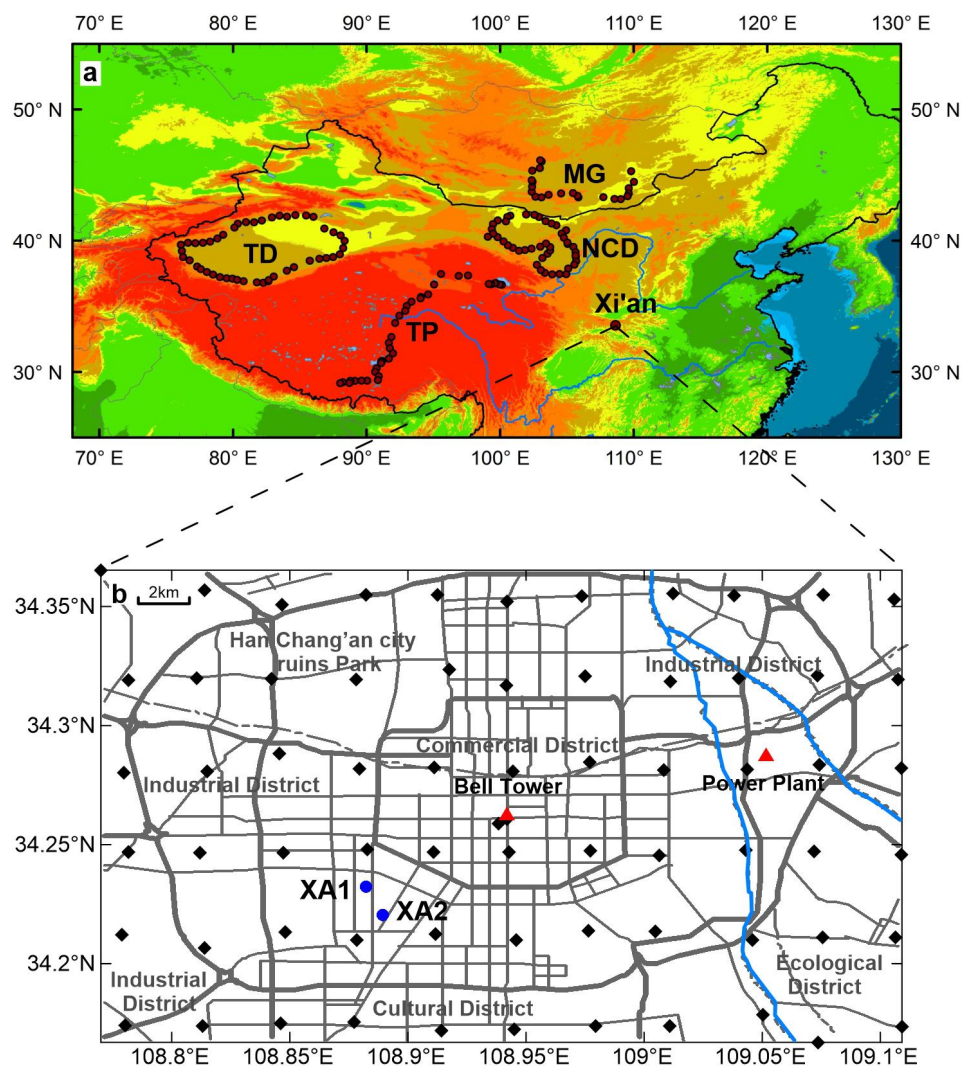 70° E 80° E 90° E 100° E 110° E 120° E 130° E
a
50° N 50° N
MG
40° N TD NCD 40° N
Xi'an
TP
30° N 30° N
70° E 80° E 90° E 100° E 110° E 120° E 130° E
b 2km
34.35°N
Han Chang'an city
ruins Park
Industrial District
34.3°N
Commercial District
Industrial District Bell Tower Power Plant
34.25°N
XA1
XA2
34.2°N
Industrial
District
Cultural District
Ecological
District
108.8°E 108.85°E 108.9°E 108.95°E 109°E 109.05°E 109.1°E